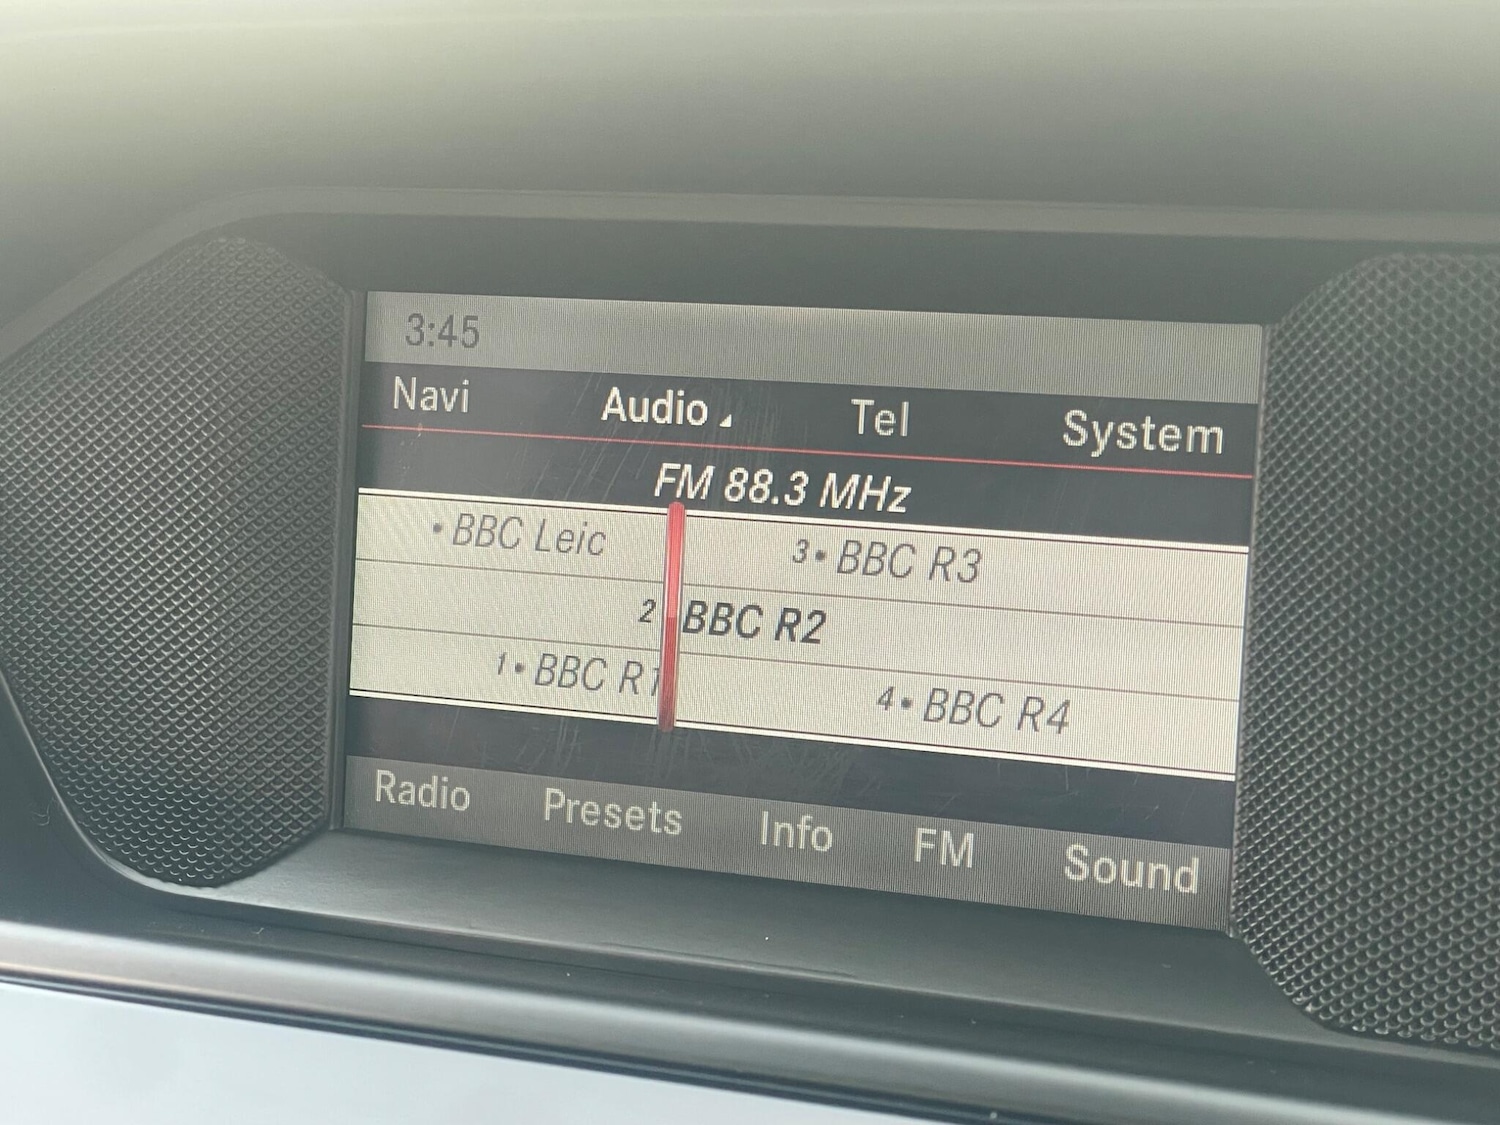 3:45
Navi Audio Tel System
FM 88.3 MHz
• BBC Leic 3• BBC R3
2 BBC R2
1• BBC R1 4• BBC R4
Radio Presets Info FM Sound